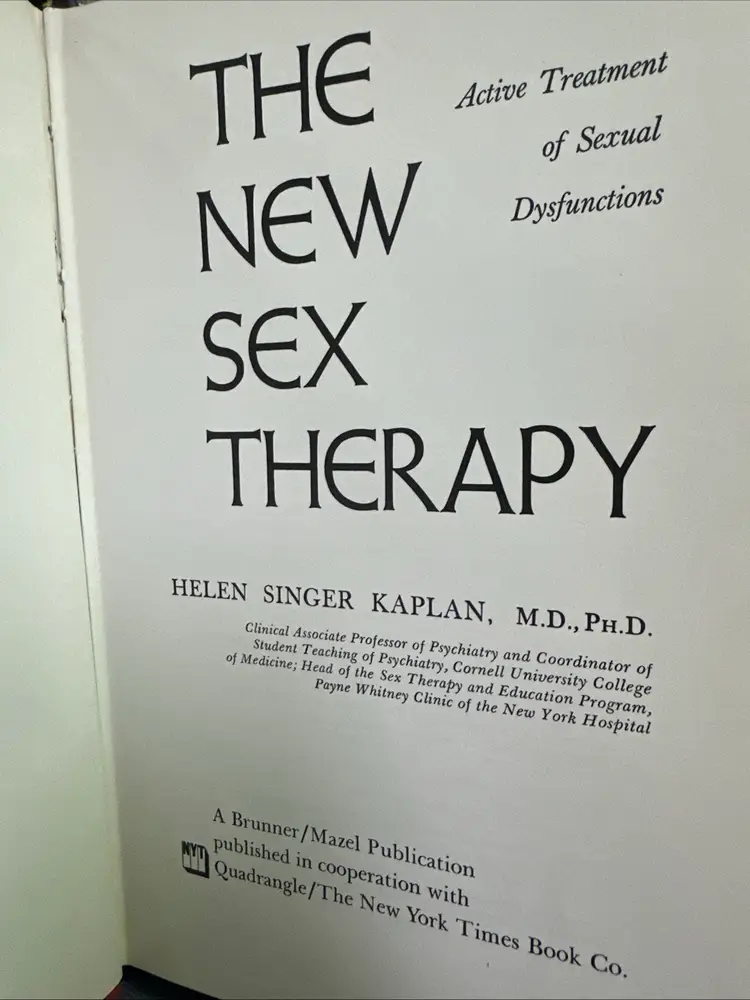 THE
NEW
SEX
THERAPY
Active Treatment
of Sexual
Dysfunctions
HELEN SINGER KAPLAN, M.D., PH.D.
Clinical Associate Professor of Psychiatry and Coordinator of
Student Teaching of Psychiatry, Cornell University College
of Medicine; Head of the Sex Therapy and Education Program,
Payne Whitney Clinic of the New York Hospital
A Brunner/Mazel Publication
published in cooperation with
NYT
Quadrangle/The New York Times Book Co.